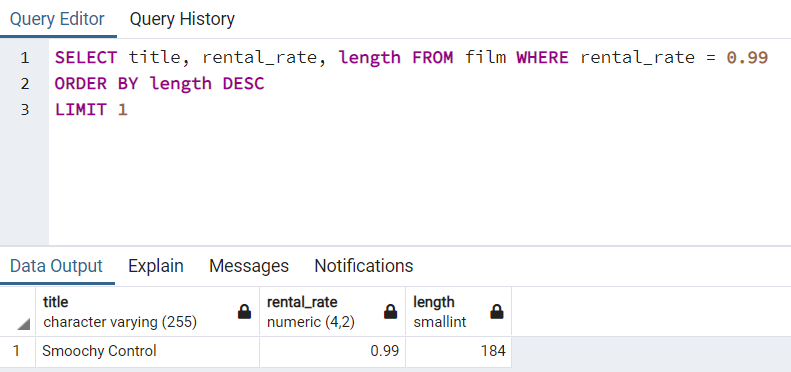 Query Editor Query History
1 SELECT title, rental_rate, length FROM film WHERE rental_rate = 0.99
2 ORDER BY length DESC
3 LIMIT 1
Data Output Explain Messages Notifications
title rental_rate length
character varying (255) numeric (4,2) smallint
1 Smoochy Control 0.99 184